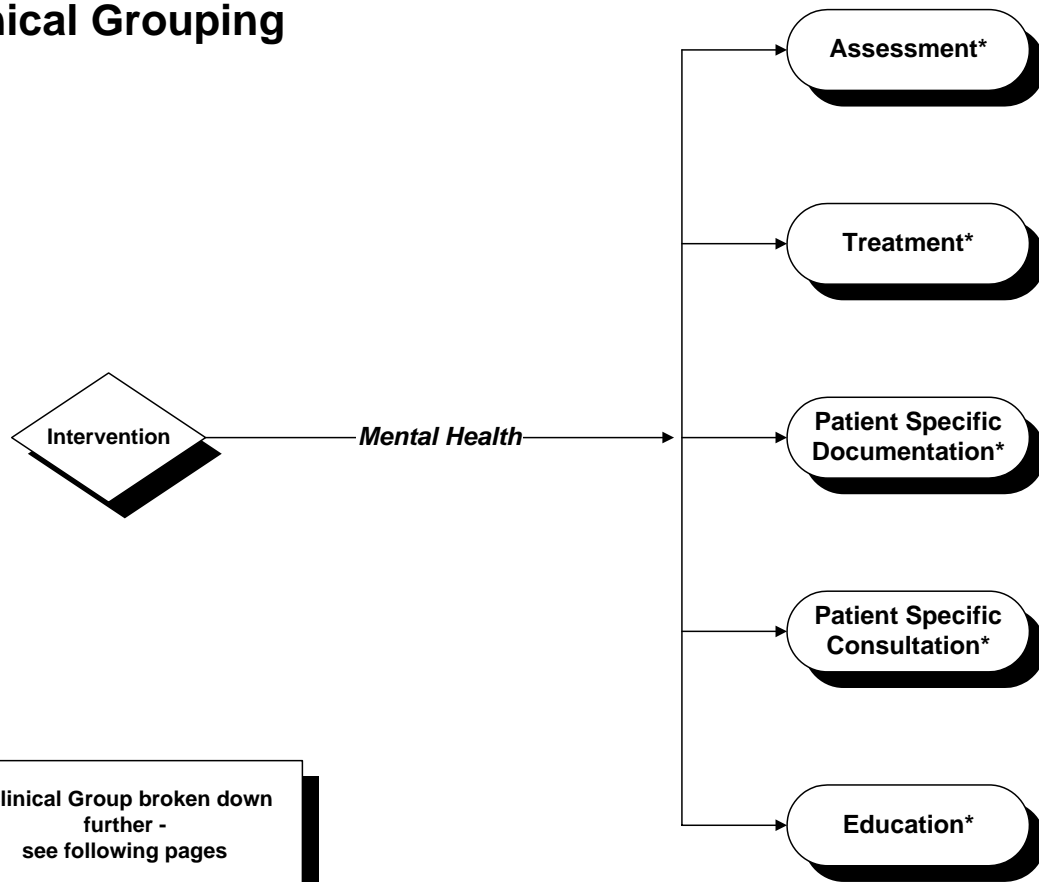 nical Grouping
Assessment*
Treatment*
Patient Specific
Documentation*
Intervention
Mental Health
Patient Specific
Consultation*
Education*
linical Group broken down
further -
see following pages